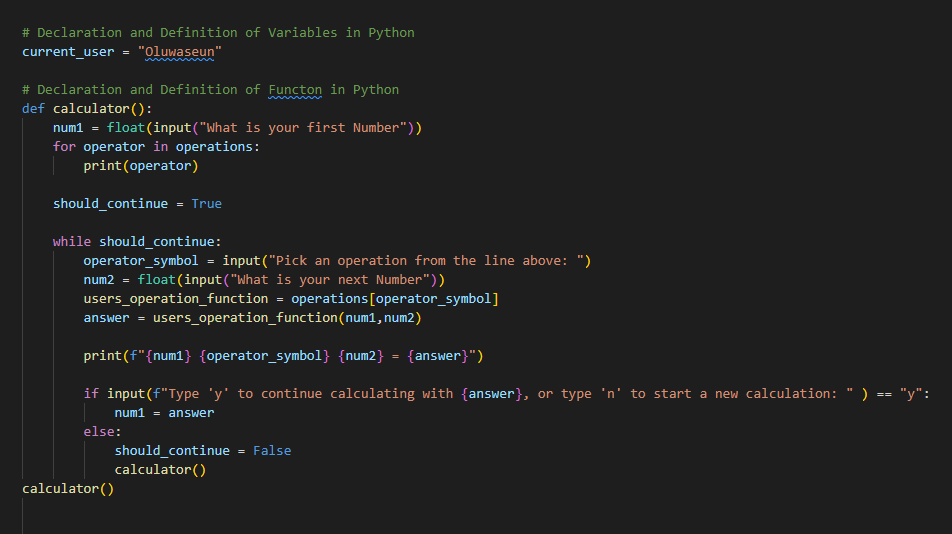 # Declaration and Definition of Variables in Python
current_user = "Oluwaseun"
# Declaration and Definition of Functon in Python
def calculator():
    num1 = float(input("What is your first Number"))
    for operator in operations:
        print(operator)
    should_continue = True
    while should_continue:
        operator_symbol = input("Pick an operation from the line above: ")
        num2 = float(input("What is your next Number"))
        users_operation_function = operations[operator_symbol]
        answer = users_operation_function(num1,num2)
        print(f"{num1} {operator_symbol} {num2} = {answer}")
        if input(f"Type 'y' to continue calculating with {answer}, or type 'n' to start a new calculation: " ) == "y":
            num1 = answer
        else:
            should_continue = False
            calculator()
calculator()